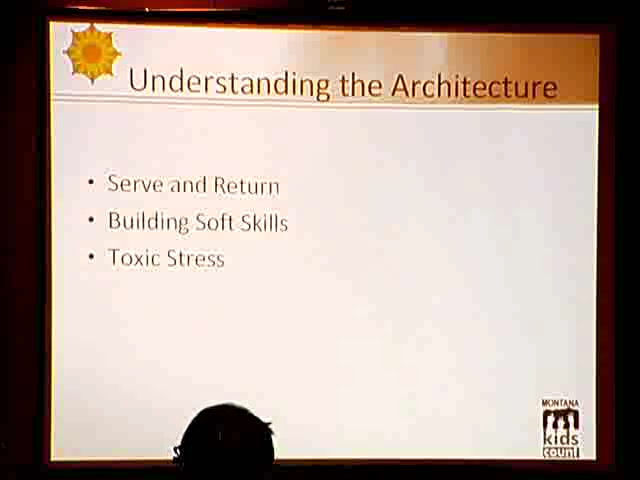 Understanding the Architecture
• Serve and Return
• Building Soft Skills
• Toxic Stress
MONTANA
kids
count